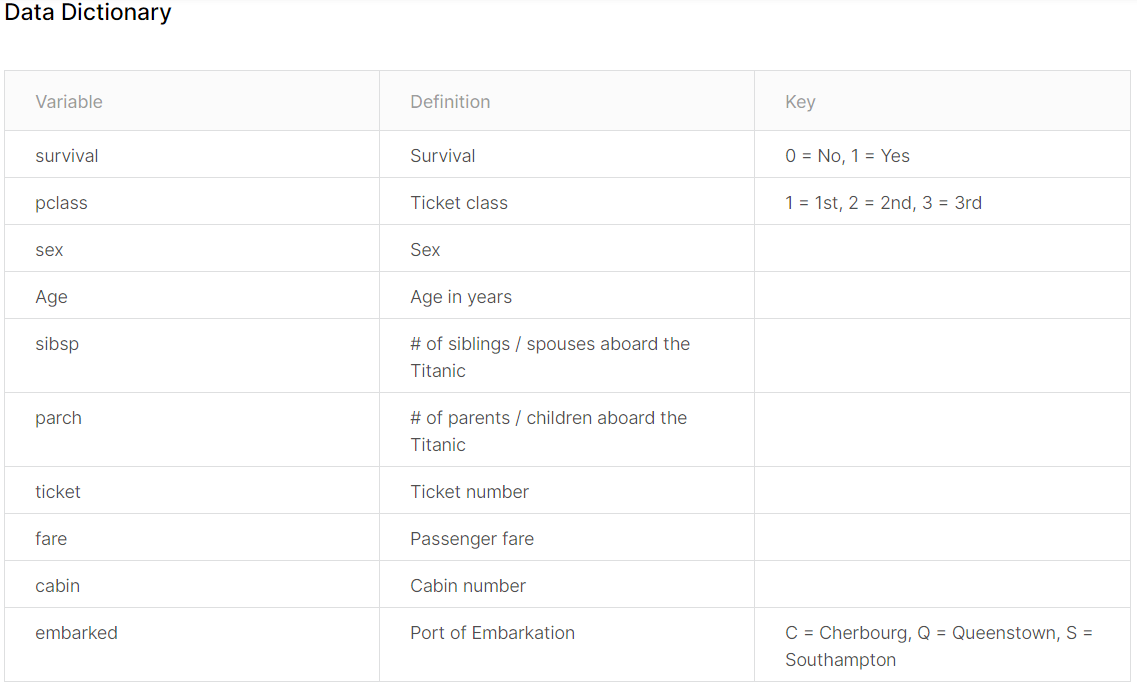 Data Dictionary
Variable Definition Key
survival Survival 0 = No, 1 = Yes
pclass Ticket class 1 = 1st, 2 = 2nd, 3 = 3rd
sex Sex
Age Age in years
sibsp # of siblings / spouses aboard the
Titanic
parch # of parents / children aboard the
Titanic
ticket Ticket number
fare Passenger fare
cabin Cabin number
embarked Port of Embarkation C = Cherbourg, Q = Queenstown, S =
Southampton